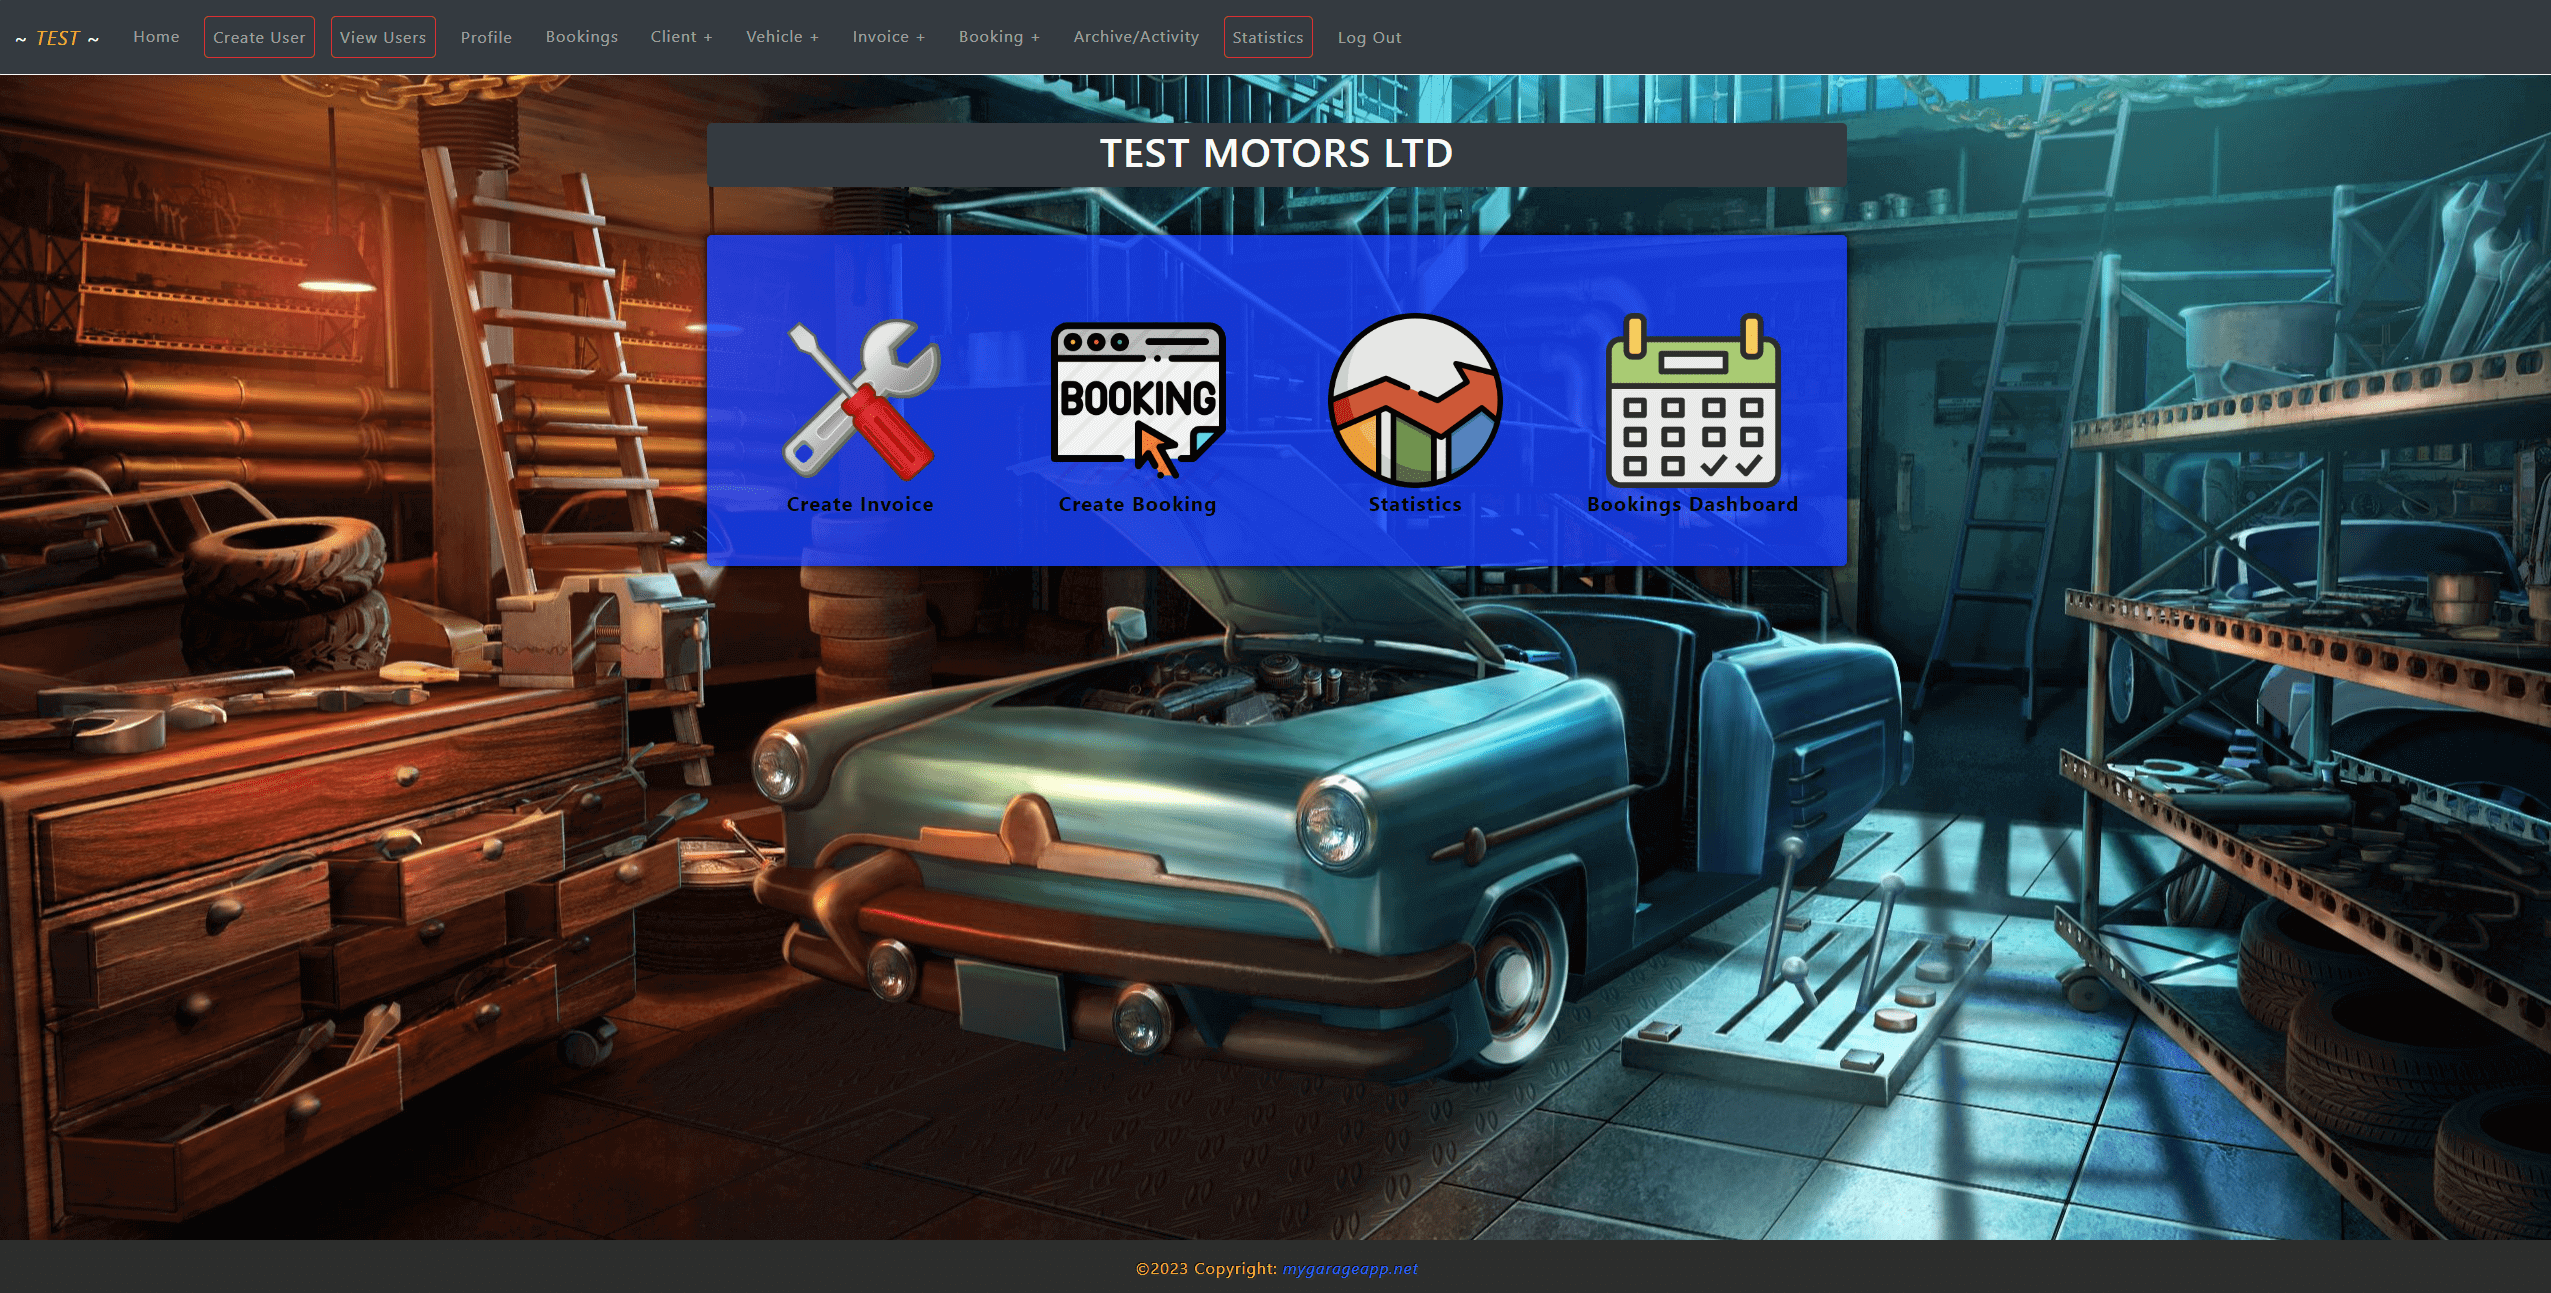 ~ TEST ~ Home Create User View Users Profile Bookings Client + Vehicle + Invoice + Booking + Archive/Activity Statistics Log Out
TEST MOTORS LTD
BOOKING
Create Invoice Create Booking Statistics Bookings Dashboard
©2023 Copyright: mygarageapp.net